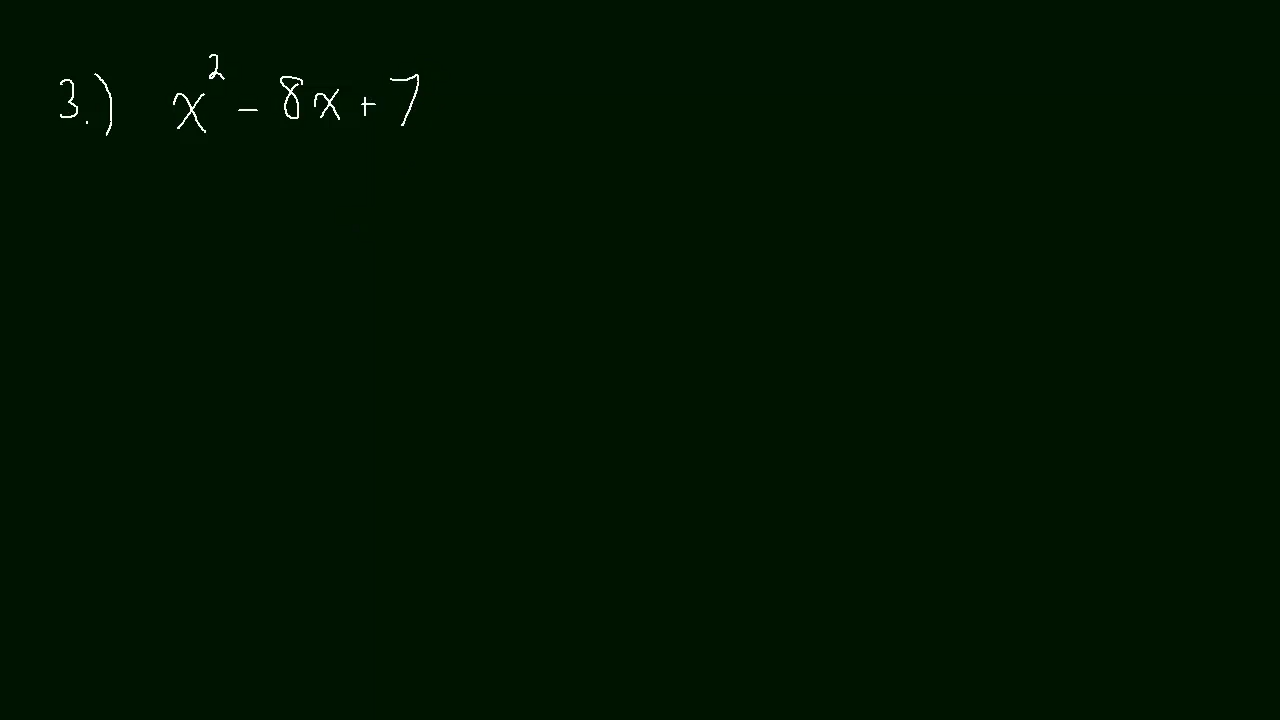 3.) x² - 8x + 7